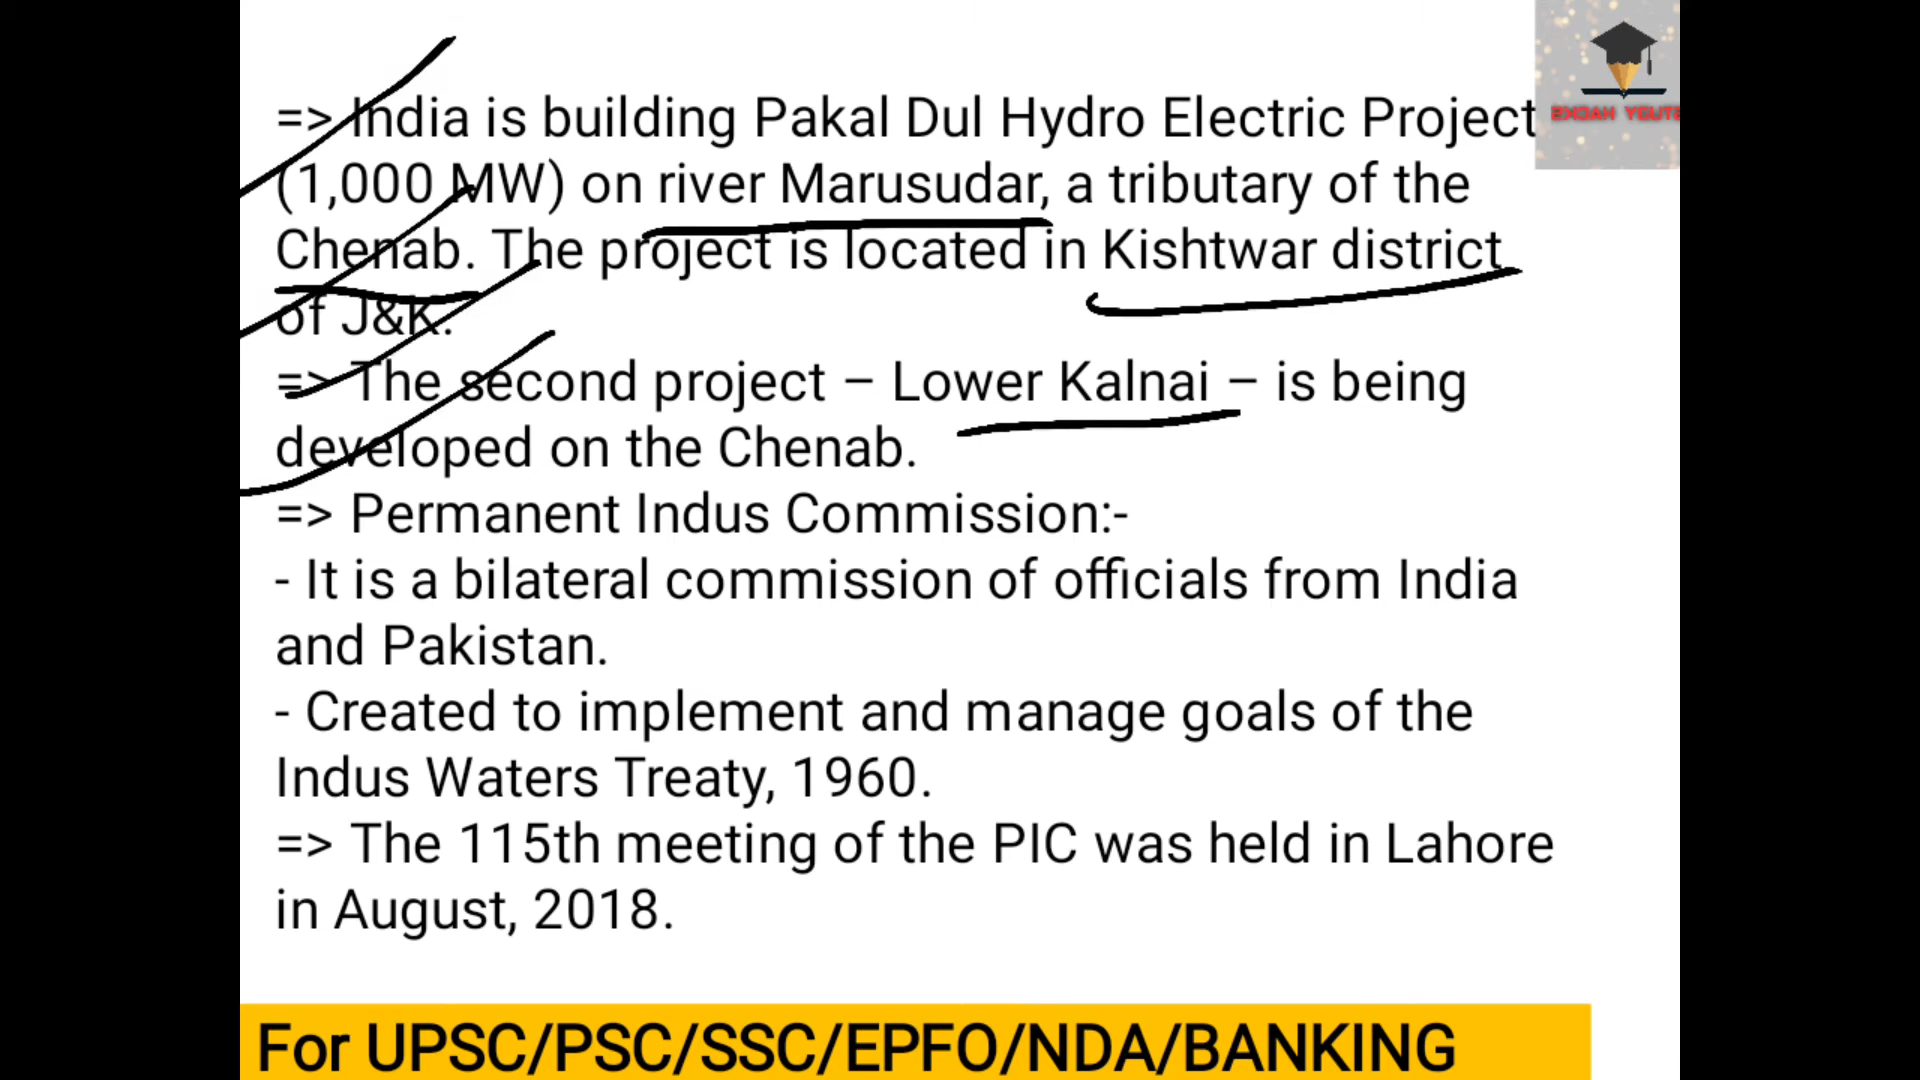 => India is building Pakal Dul Hydro Electric Project
(1,000 MW) on river Marusudar, a tributary of the
Chenab. The project is located in Kishtwar district
of J&K.
=> The second project – Lower Kalnai – is being
developed on the Chenab.
=> Permanent Indus Commission:-
- It is a bilateral commission of officials from India
and Pakistan.
- Created to implement and manage goals of the
Indus Waters Treaty, 1960.
=> The 115th meeting of the PIC was held in Lahore
in August, 2018.
For UPSC/PSC/SSC/EPFO/NDA/BANKING